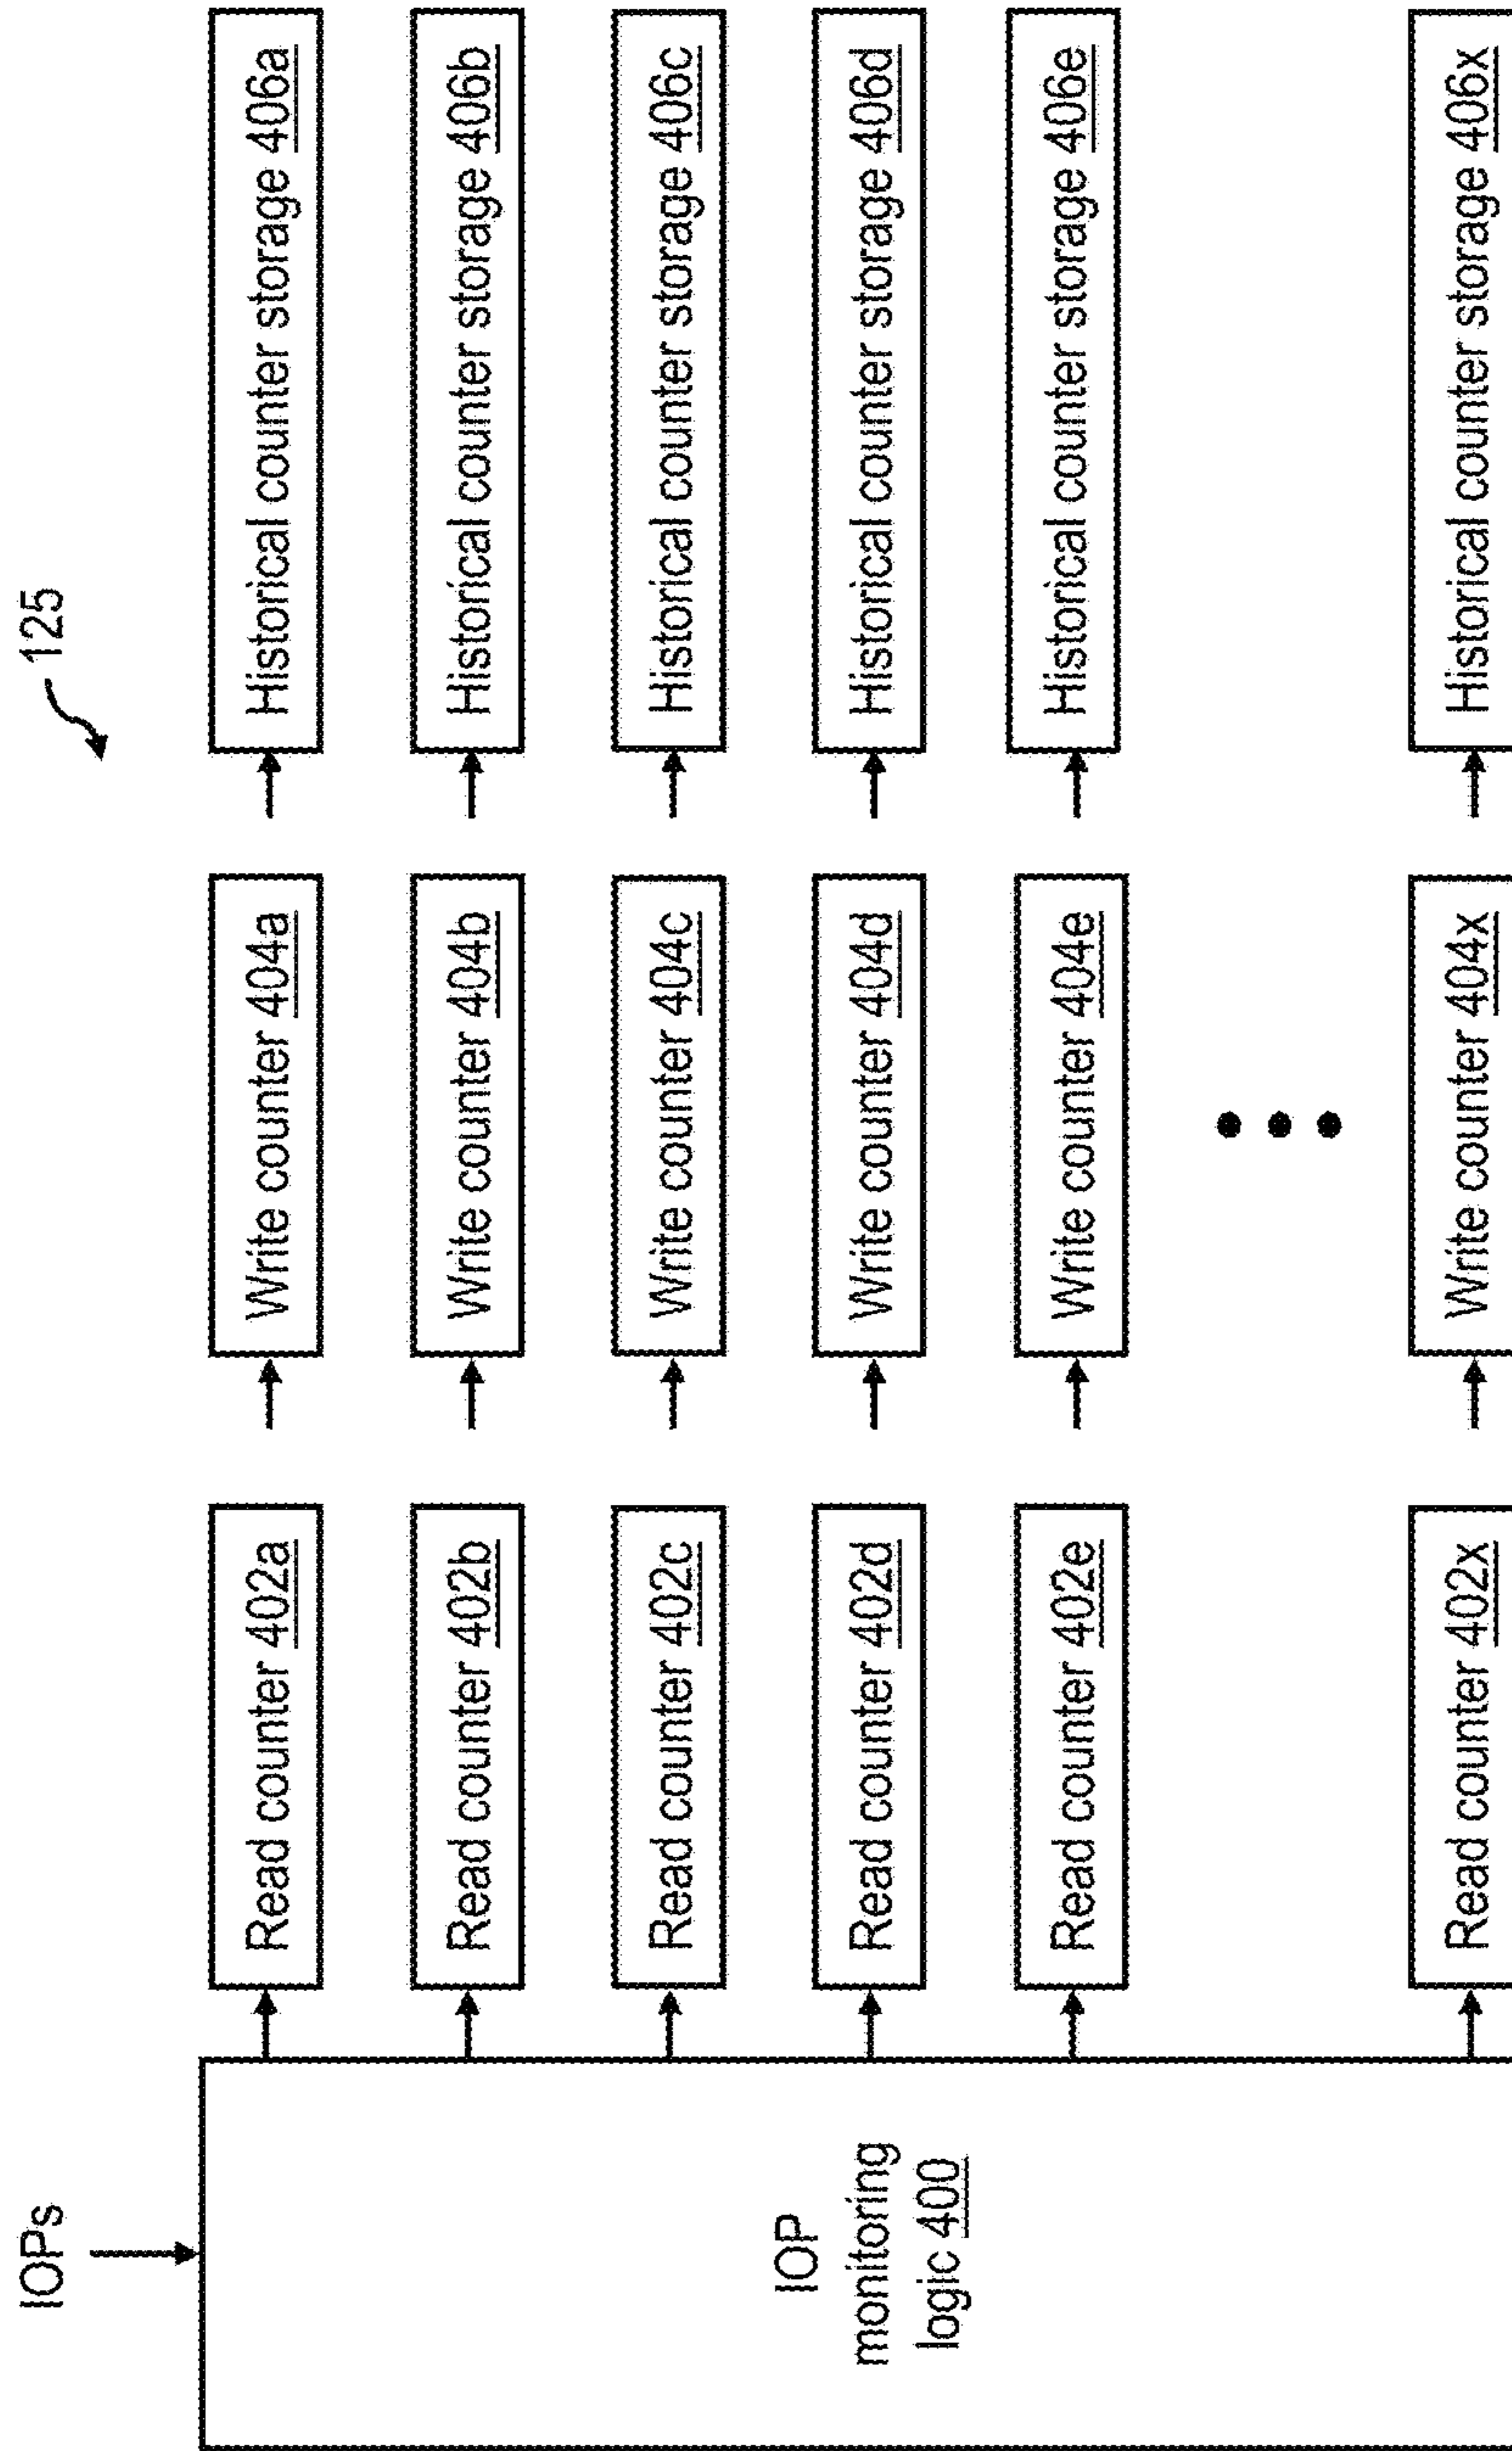 125
IOPs
IOP
monitoring
logic 400
Read counter 402a
Write counter 404a
Historical counter storage 406a
Read counter 402b
Write counter 404b
Historical counter storage 406b
Read counter 402c
Write counter 404c
Historical counter storage 406c
Read counter 402d
Write counter 404d
Historical counter storage 406d
Read counter 402e
Write counter 404e
Historical counter storage 406e
Read counter 402x
Write counter 404x
Historical counter storage 406x